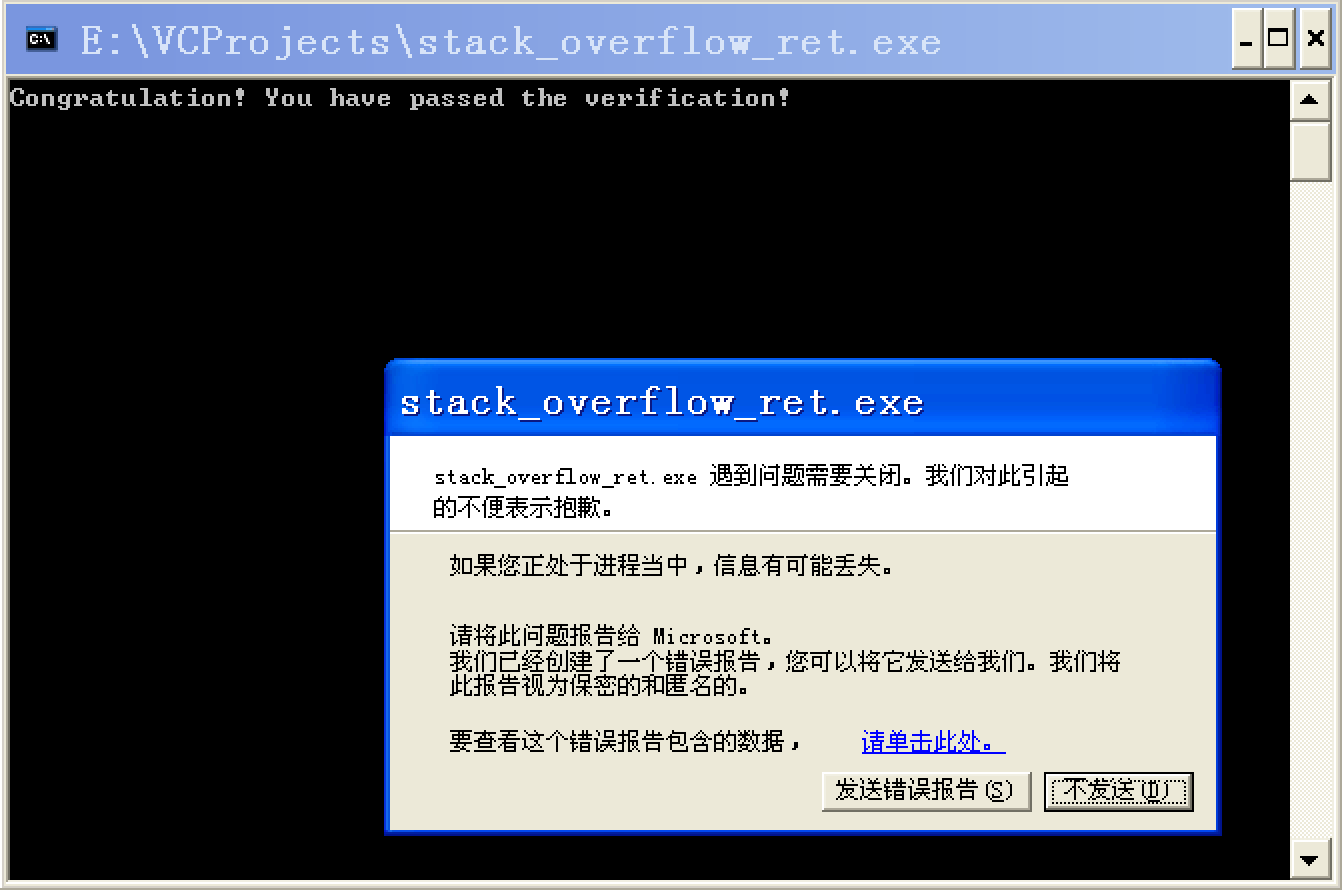 E:\VCProjects\stack_overflow_ret.exe
Congratulation! You have passed the verification!
stack_overflow_ret.exe
stack_overflow_ret.exe 遇到问题需要关闭。我们对此引起
的不便表示抱歉。
如果您正处于进程当中，信息有可能丢失。
请将此问题报告给 Microsoft。
我们已经创建了一个错误报告，您可以将它发送给我们。我们将
此报告视为保密的和匿名的。
要查看这个错误报告包含的数据， 请单击此处。
发送错误报告(S) 不发送(D)